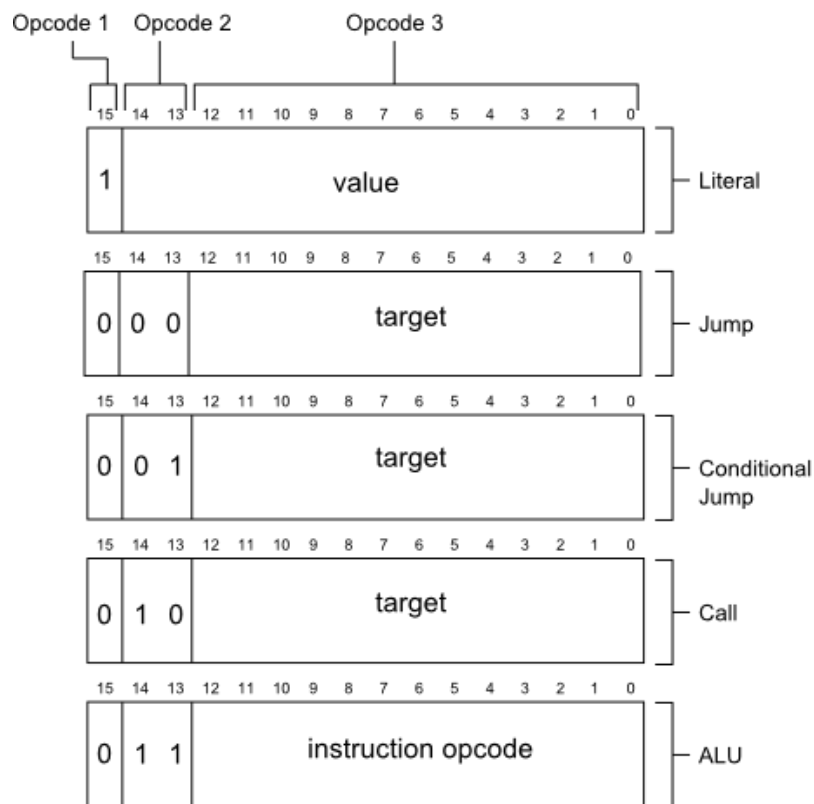 Opcode 1 Opcode 2 Opcode 3
15 14 13 12 11 10 9 8 7 6 5 4 3 2 1 0
1 value Literal
15 14 13 12 11 10 9 8 7 6 5 4 3 2 1 0
0 0 0 target Jump
15 14 13 12 11 10 9 8 7 6 5 4 3 2 1 0
0 0 1 target Conditional
Jump
15 14 13 12 11 10 9 8 7 6 5 4 3 2 1 0
0 1 0 target Call
15 14 13 12 11 10 9 8 7 6 5 4 3 2 1 0
0 1 1 instruction opcode ALU